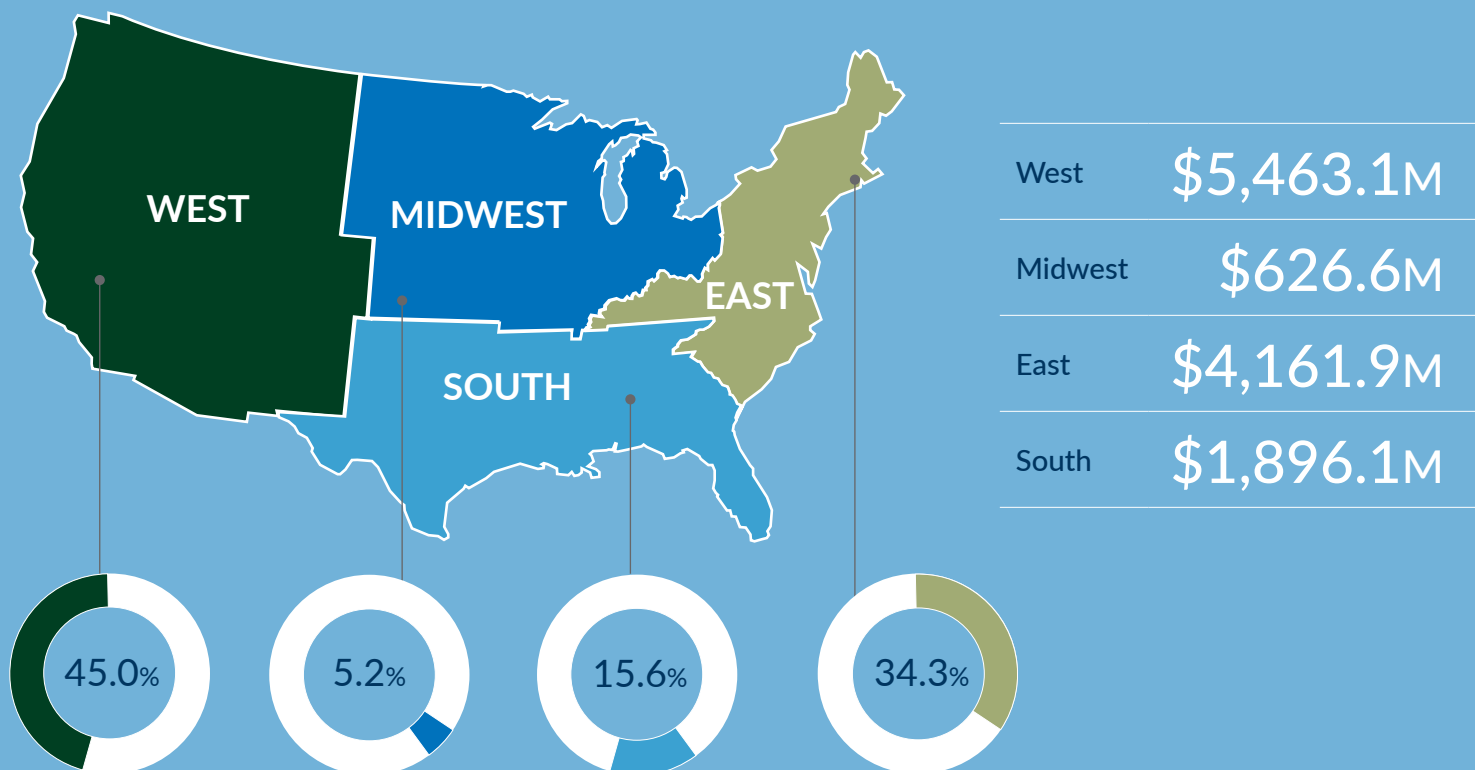 WEST
MIDWEST
EAST
SOUTH
West $5,463.1M
Midwest $626.6M
East $4,161.9M
South $1,896.1M
45.0%
5.2%
15.6%
34.3%